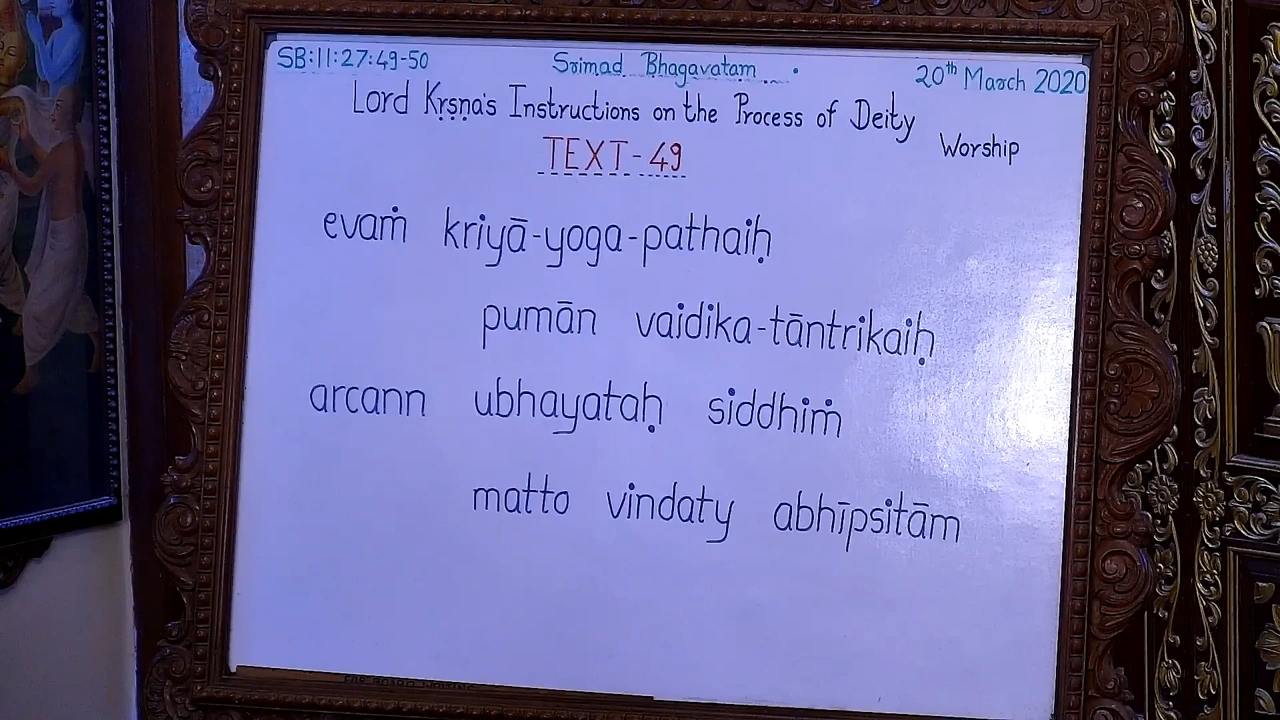 SB:11:27:49-50 Srimad Bhagavatam 20th March 2020
Lord Kṛṣṇa's Instructions on the Process of Deity Worship
TEXT-49
evaṁ kriyā-yoga-pathaiḥ
pumān vaidika-tāntrikaiḥ
arcann ubhayataḥ siddhiṁ
matto vindaty abhīpsitām